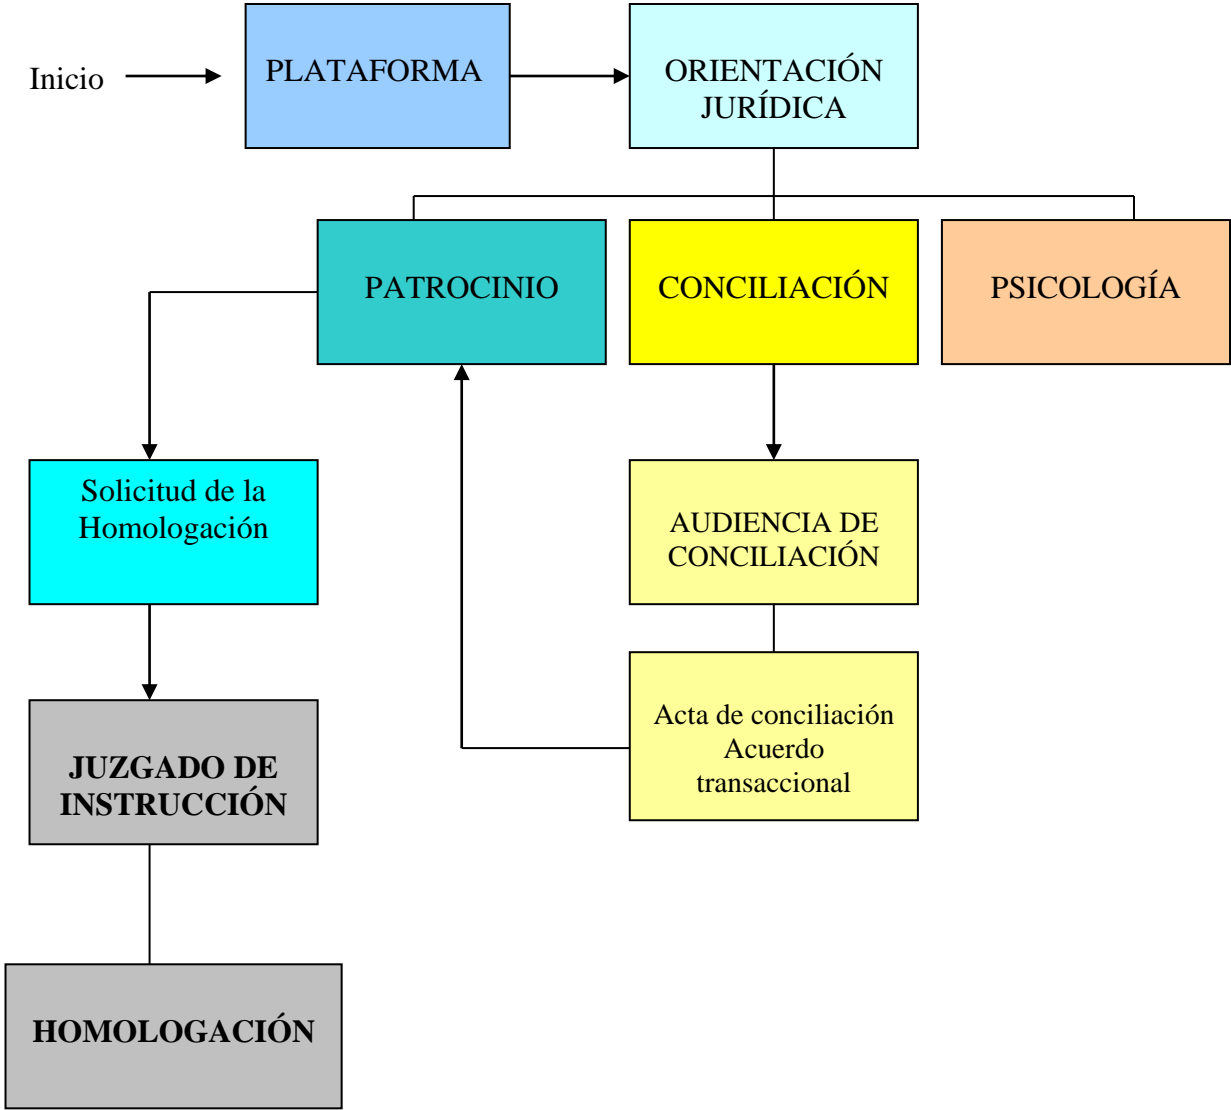 Inicio
PLATAFORMA
ORIENTACIÓN
JURÍDICA
PATROCINIO
CONCILIACIÓN
PSICOLOGÍA
Solicitud de la
Homologación
AUDIENCIA DE
CONCILIACIÓN
Acta de conciliación
Acuerdo
transaccional
JUZGADO DE
INSTRUCCIÓN
HOMOLOGACIÓN